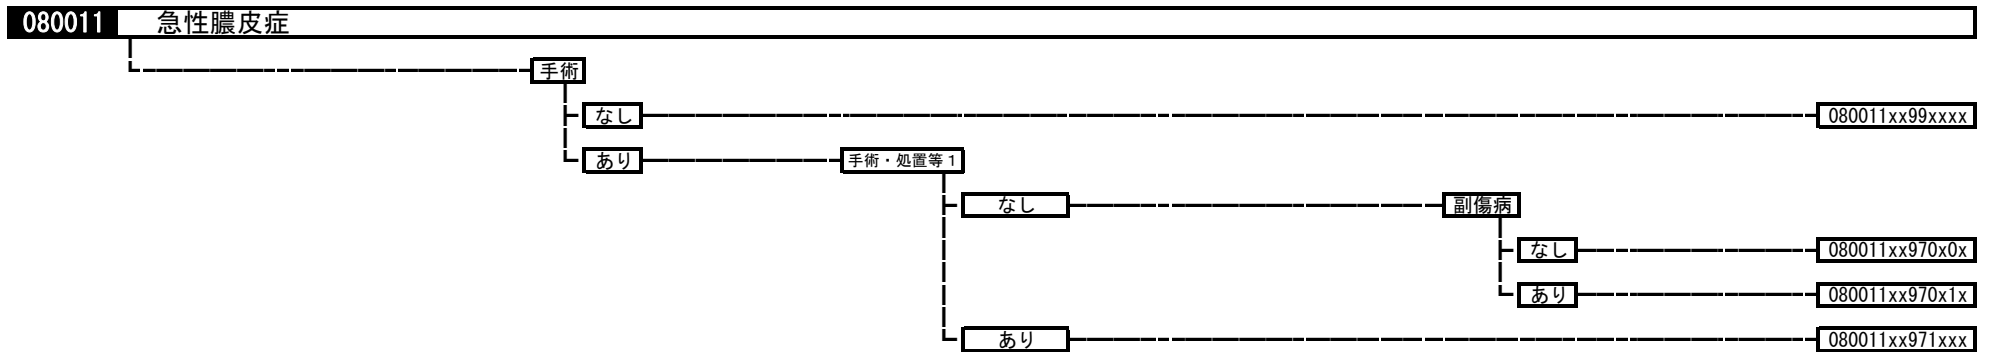 080011 急性膿皮症
手術
なし 080011xx99xxxx
あり 手術・処置等1
なし 副傷病
なし 080011xx970x0x
あり 080011xx970x1x
あり 080011xx971xxx